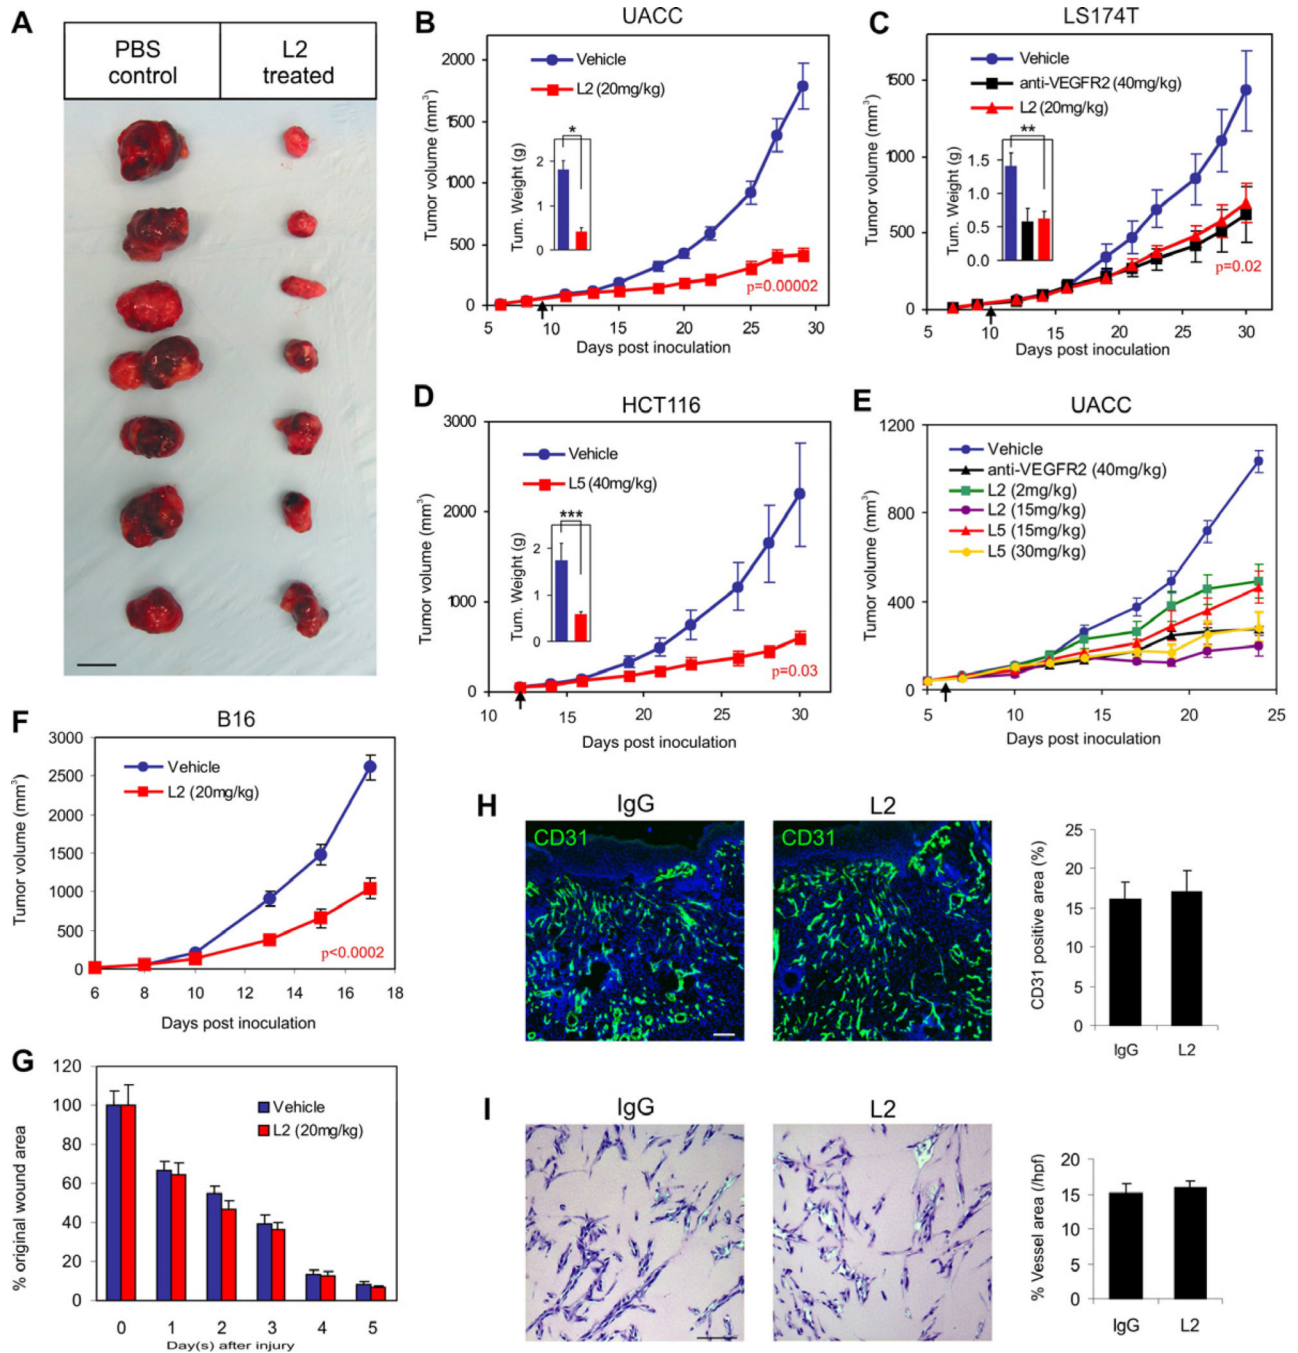 A
PBS
control
L2
treated
B
UACC
Tumor volume (mm³)
2000
1500
1000
500
0
Vehicle
L2 (20mg/kg)
Tum. Weight (g)
2
1
0
*
p=0.00002
5
10
15
20
25
30
Days post inoculation
C
LS174T
Tumor volume (mm³)
1500
1000
500
0
Vehicle
anti-VEGFR2 (40mg/kg)
L2 (20mg/kg)
Tum. Weight (g)
1.5
1.0
0.5
0.0
**
p=0.02
5
10
15
20
25
30
Days post inoculation
D
HCT116
Tumor volume (mm³)
3000
2000
1000
0
Vehicle
L5 (40mg/kg)
Tum. Weight (g)
2
1
0
***
p=0.03
10
15
20
25
30
Days post inoculation
E
UACC
Tumor volume (mm³)
1200
800
400
0
Vehicle
anti-VEGFR2 (40mg/kg)
L2 (2mg/kg)
L2 (15mg/kg)
L5 (15mg/kg)
L5 (30mg/kg)
5
10
15
20
25
Days post inoculation
F
B16
Tumor volume (mm³)
3000
2500
2000
1500
1000
500
0
Vehicle
L2 (20mg/kg)
p<0.0002
6
8
10
12
14
16
18
Days post inoculation
G
% original wound area
120
100
80
60
40
20
0
Vehicle
L2 (20mg/kg)
0
1
2
3
4
5
Day(s) after injury
H
IgG
L2
CD31
CD31
CD31 positive area (%)
25
20
15
10
5
0
IgG
L2
I
IgG
L2
% Vessel area (/hpf)
20
15
10
5
0
IgG
L2